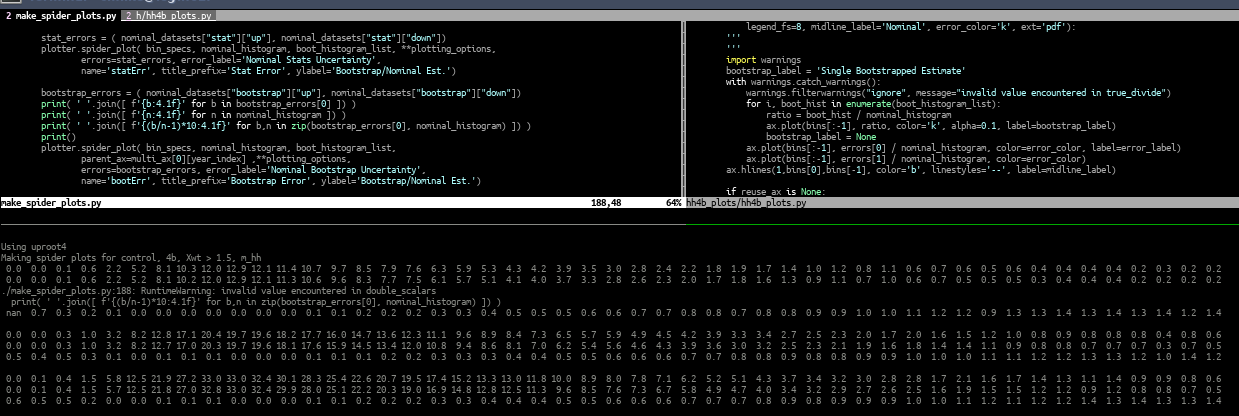 2 make_spider_plots.py 2 h/hh4b_plots.py
stat_errors = ( nominal_datasets["stat"]["up"], nominal_datasets["stat"]["down"])
plotter.spider_plot( bin_specs, nominal_histogram, boot_histogram_list, **plotting_options,
errors=stat_errors, error_label='Nominal Stats Uncertainty',
name='statErr', title_prefix='Stat Error', ylabel='Bootstrap/Nominal Est.')
bootstrap_errors = ( nominal_datasets["bootstrap"]["up"], nominal_datasets["bootstrap"]["down"])
print( ' '.join([ f'{b:4.1f}' for b in bootstrap_errors[0] ]) )
print( ' '.join([ f'{n:4.1f}' for n in nominal_histogram ]) )
print( ' '.join([ f'{(b/n-1)*10:4.1f}' for b,n in zip(bootstrap_errors[0], nominal_histogram) ]) )
print()
plotter.spider_plot( bin_specs, nominal_histogram, boot_histogram_list,
parent_ax=multi_ax[0][year_index] ,**plotting_options,
errors=bootstrap_errors, error_label='Nominal Bootstrap Uncertainty',
name='bootErr', title_prefix='Bootstrap Error', ylabel='Bootstrap/Nominal Est.')
make_spider_plots.py 188,48 64%
legend_fs=8, midline_label='Nominal', error_color='k', ext='pdf'):
'''
'''
import warnings
bootstrap_label = 'Single Bootstrapped Estimate'
with warnings.catch_warnings():
warnings.filterwarnings("ignore", message="invalid value encountered in true_divide")
for i, boot_hist in enumerate(boot_histogram_list):
ratio = boot_hist / nominal_histogram
ax.plot(bins[:-1], ratio, color='k', alpha=0.1, label=bootstrap_label)
bootstrap_label = None
ax.plot(bins[:-1], errors[0] / nominal_histogram, color=error_color, label=error_label)
ax.plot(bins[:-1], errors[1] / nominal_histogram, color=error_color)
ax.hlines(1,bins[0],bins[-1], color='b', linestyles='--', label=midline_label)
if reuse_ax is None:
hh4b_plots/hh4b_plots.py
Using uproot4
Making spider plots for control, 4b, Xwt > 1.5, m_hh
0.0 0.0 0.1 0.6 2.2 5.2 8.1 10.3 12.0 12.9 12.1 11.4 10.7 9.7 8.5 7.9 7.6 6.3 5.9 5.3 4.3 4.2 3.9 3.5 3.0 2.8 2.4 2.2 1.8 1.9 1.7 1.4 1.0 1.2 0.8 1.1 0.6 0.7 0.6 0.5 0.6 0.4 0.4 0.4 0.4 0.2 0.3 0.2 0.2
0.0 0.0 0.1 0.6 2.2 5.2 8.1 10.2 12.0 12.9 12.1 11.3 10.6 9.6 8.3 7.7 7.5 6.1 5.7 5.1 4.1 4.0 3.7 3.3 2.8 2.6 2.3 2.0 1.7 1.8 1.6 1.3 0.9 1.1 0.7 1.0 0.6 0.7 0.5 0.5 0.5 0.4 0.4 0.4 0.3 0.2 0.2 0.2 0.2
./make_spider_plots.py:188: RuntimeWarning: invalid value encountered in double_scalars
print( ' '.join([ f'{(b/n-1)*10:4.1f}' for b,n in zip(bootstrap_errors[0], nominal_histogram) ]) )
nan 0.7 0.3 0.2 0.1 0.0 0.0 0.0 0.0 0.0 0.0 0.0 0.1 0.1 0.2 0.2 0.2 0.3 0.3 0.4 0.5 0.5 0.5 0.6 0.6 0.7 0.7 0.8 0.8 0.7 0.8 0.8 0.9 0.9 1.0 1.0 1.1 1.2 1.2 0.9 1.3 1.3 1.4 1.3 1.4 1.3 1.4 1.2 1.4
0.0 0.0 0.3 1.0 3.2 8.2 12.8 17.1 20.4 19.7 19.6 18.2 17.7 16.0 14.7 13.6 12.3 11.1 9.6 8.9 8.4 7.3 6.5 5.7 5.9 4.9 4.5 4.2 3.9 3.3 3.4 2.7 2.5 2.3 2.0 1.7 2.0 1.6 1.5 1.2 1.0 0.8 0.9 0.8 0.8 0.8 0.4 0.8 0.6
0.0 0.0 0.3 1.0 3.2 8.2 12.7 17.0 20.3 19.7 19.6 18.1 17.6 15.9 14.5 13.4 12.0 10.8 9.4 8.6 8.1 7.0 6.2 5.4 5.6 4.6 4.3 3.9 3.6 3.0 3.2 2.5 2.3 2.1 1.9 1.6 1.8 1.4 1.4 1.1 0.9 0.8 0.8 0.7 0.7 0.7 0.3 0.7 0.5
0.5 0.4 0.5 0.3 0.1 0.0 0.1 0.1 0.0 0.0 0.0 0.1 0.1 0.1 0.2 0.2 0.2 0.3 0.3 0.3 0.4 0.4 0.5 0.5 0.6 0.6 0.6 0.7 0.7 0.8 0.8 0.9 0.8 0.8 0.9 0.9 1.0 1.0 1.0 1.1 1.1 1.2 1.2 1.3 1.3 1.2 1.0 1.4 1.2
0.0 0.1 0.4 1.5 5.8 12.5 21.9 27.2 33.0 33.0 32.4 30.1 28.3 25.4 22.6 20.7 19.5 17.4 15.2 13.3 13.0 11.8 10.0 8.9 8.0 7.8 7.1 6.2 5.2 5.1 4.3 3.7 3.4 3.2 3.0 2.8 2.8 1.7 2.1 1.6 1.7 1.4 1.3 1.1 1.4 0.9 0.9 0.8 0.6
0.0 0.1 0.4 1.5 5.7 12.5 21.8 27.0 32.8 33.0 32.4 29.9 28.0 25.1 22.2 20.3 19.0 16.9 14.8 12.8 12.5 11.3 9.6 8.5 7.6 7.3 6.7 5.8 4.9 4.7 4.0 3.4 3.2 2.9 2.7 2.6 2.5 1.6 1.9 1.5 1.5 1.2 1.2 0.9 1.2 0.8 0.8 0.7 0.5
0.6 0.5 0.5 0.2 0.0 0.0 0.1 0.1 0.1 0.0 0.0 0.1 0.1 0.1 0.2 0.2 0.2 0.3 0.3 0.4 0.4 0.4 0.5 0.5 0.6 0.6 0.6 0.7 0.7 0.7 0.8 0.9 0.8 0.9 0.9 0.9 1.0 1.0 1.1 1.1 1.2 1.1 1.2 1.2 1.4 1.3 1.3 1.3 1.4